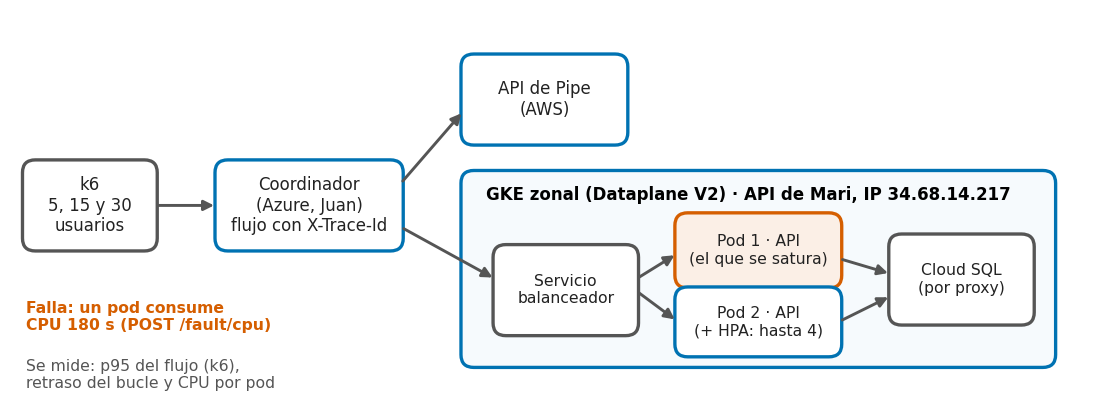 API de Pipe
(AWS)
k6
5, 15 y 30
usuarios
Coordinador
(Azure, Juan)
flujo con X-Trace-Id
GKE zonal (Dataplane V2) · API de Mari, IP 34.68.14.217
Servicio
balanceador
Pod 1 · API
(el que se satura)
Pod 2 · API
(+ HPA: hasta 4)
Cloud SQL
(por proxy)
Falla: un pod consume
CPU 180 s (POST /fault/cpu)
Se mide: p95 del flujo (k6),
retraso del bucle y CPU por pod